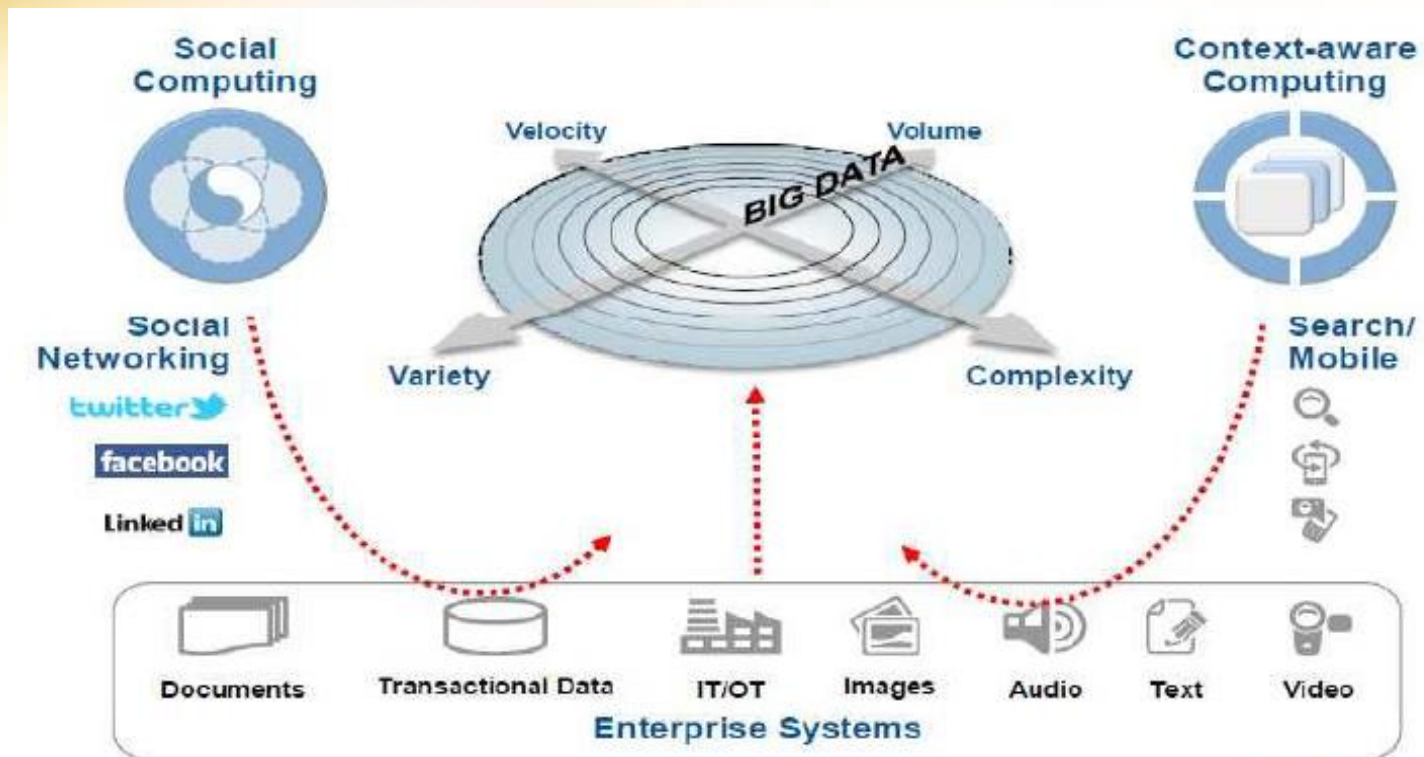 Social
Computing
Context-aware
Computing
Velocity
Volume
BIG DATA
Variety
Complexity
Social
Networking
twitter
facebook
Linked in
Search/
Mobile
Documents
Transactional Data
IT/OT
Images
Audio
Text
Video
Enterprise Systems